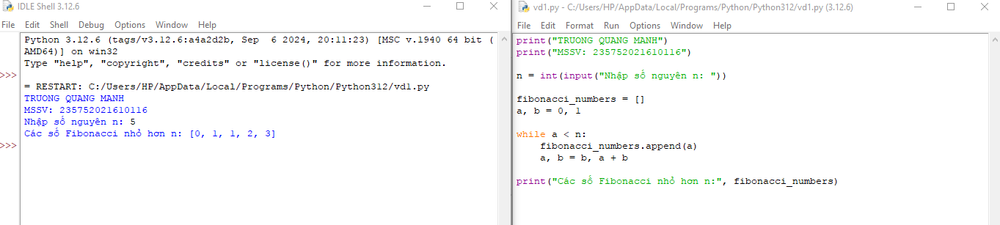 IDLE Shell 3.12.6
File Edit Shell Debug Options Window Help
Python 3.12.6 (tags/v3.12.6:a4a2d2b, Sep  6 2024, 20:11:23) [MSC v.1940 64 bit (
AMD64)] on win32
Type "help", "copyright", "credits" or "license()" for more information.
>>>
= RESTART: C:/Users/HP/AppData/Local/Programs/Python/Python312/vd1.py
TRUONG QUANG MANH
MSSV: 235752021610116
Nhập số nguyên n: 5
Các số Fibonacci nhỏ hơn n: [0, 1, 1, 2, 3]
>>>
vd1.py - C:/Users/HP/AppData/Local/Programs/Python/Python312/vd1.py (3.12.6)
File Edit Format Run Options Window Help
print("TRUONG QUANG MANH")
print("MSSV: 235752021610116")
n = int(input("Nhập số nguyên n: "))
fibonacci_numbers = []
a, b = 0, 1
while a < n:
    fibonacci_numbers.append(a)
    a, b = b, a + b
print("Các số Fibonacci nhỏ hơn n:", fibonacci_numbers)